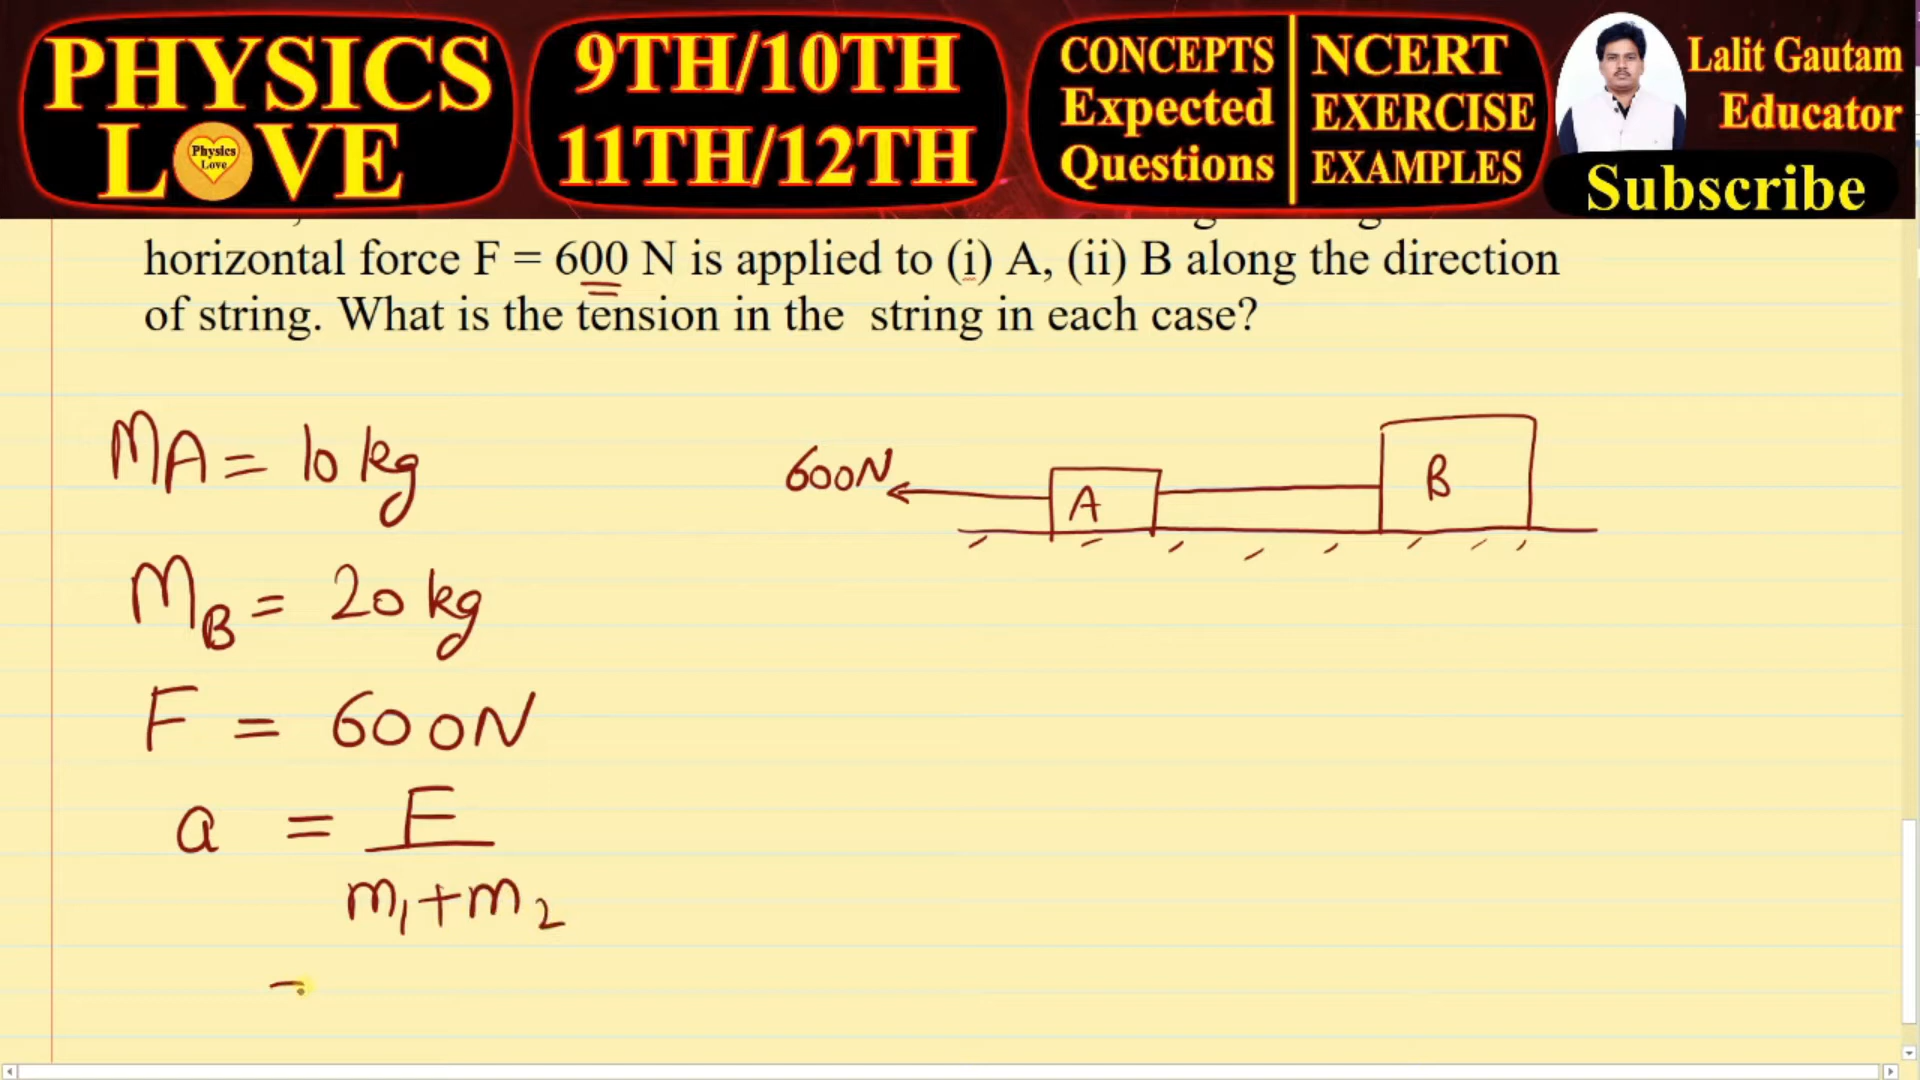 PHYSICS
LOVE
Physics
Love
9TH/10TH
11TH/12TH
CONCEPTS
Expected
Questions
NCERT
EXERCISE
EXAMPLES
Lalit Gautam
Educator
Subscribe
horizontal force F = 600 N is applied to (i) A, (ii) B along the direction
of string. What is the tension in the string in each case?
MA = 10 kg
MB = 20 kg
F = 600N
a = F
m1+m2
600N
A
B